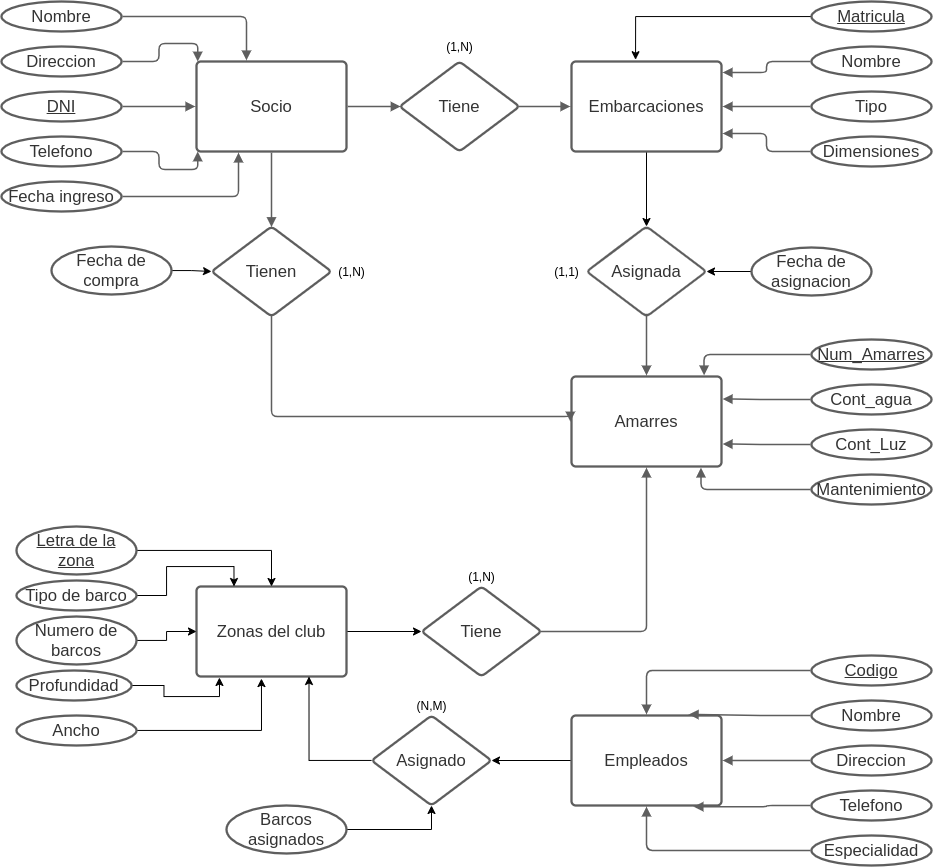 Nombre
Direccion
DNI
Telefono
Fecha ingreso
Socio
(1,N)
Tiene
Embarcaciones
Matricula
Nombre
Tipo
Dimensiones
Fecha de
compra
Tienen
(1,N)
(1,1)
Asignada
Fecha de
asignacion
Amarres
Num_Amarres
Cont_agua
Cont_Luz
Mantenimiento
Letra de la
zona
Tipo de barco
Numero de
barcos
Profundidad
Ancho
Zonas del club
(1,N)
Tiene
(N,M)
Asignado
Barcos
asignados
Empleados
Codigo
Nombre
Direccion
Telefono
Especialidad